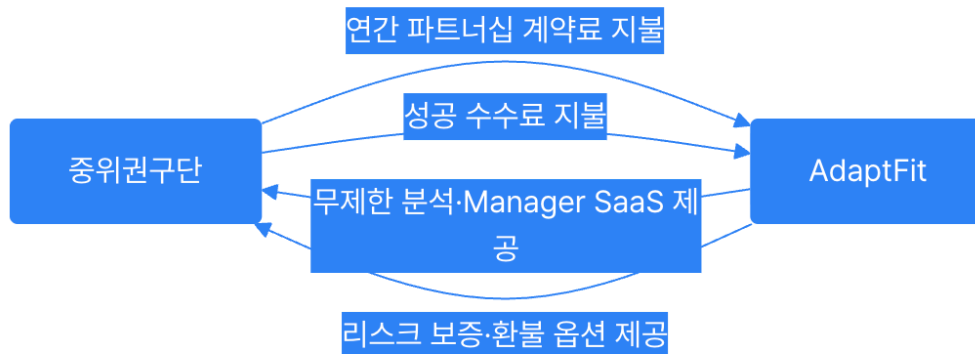 연간 파트너십 계약료 지불
성공 수수료 지불
중위권구단
AdaptFit
무제한 분석·Manager SaaS 제
공
리스크 보증·환불 옵션 제공